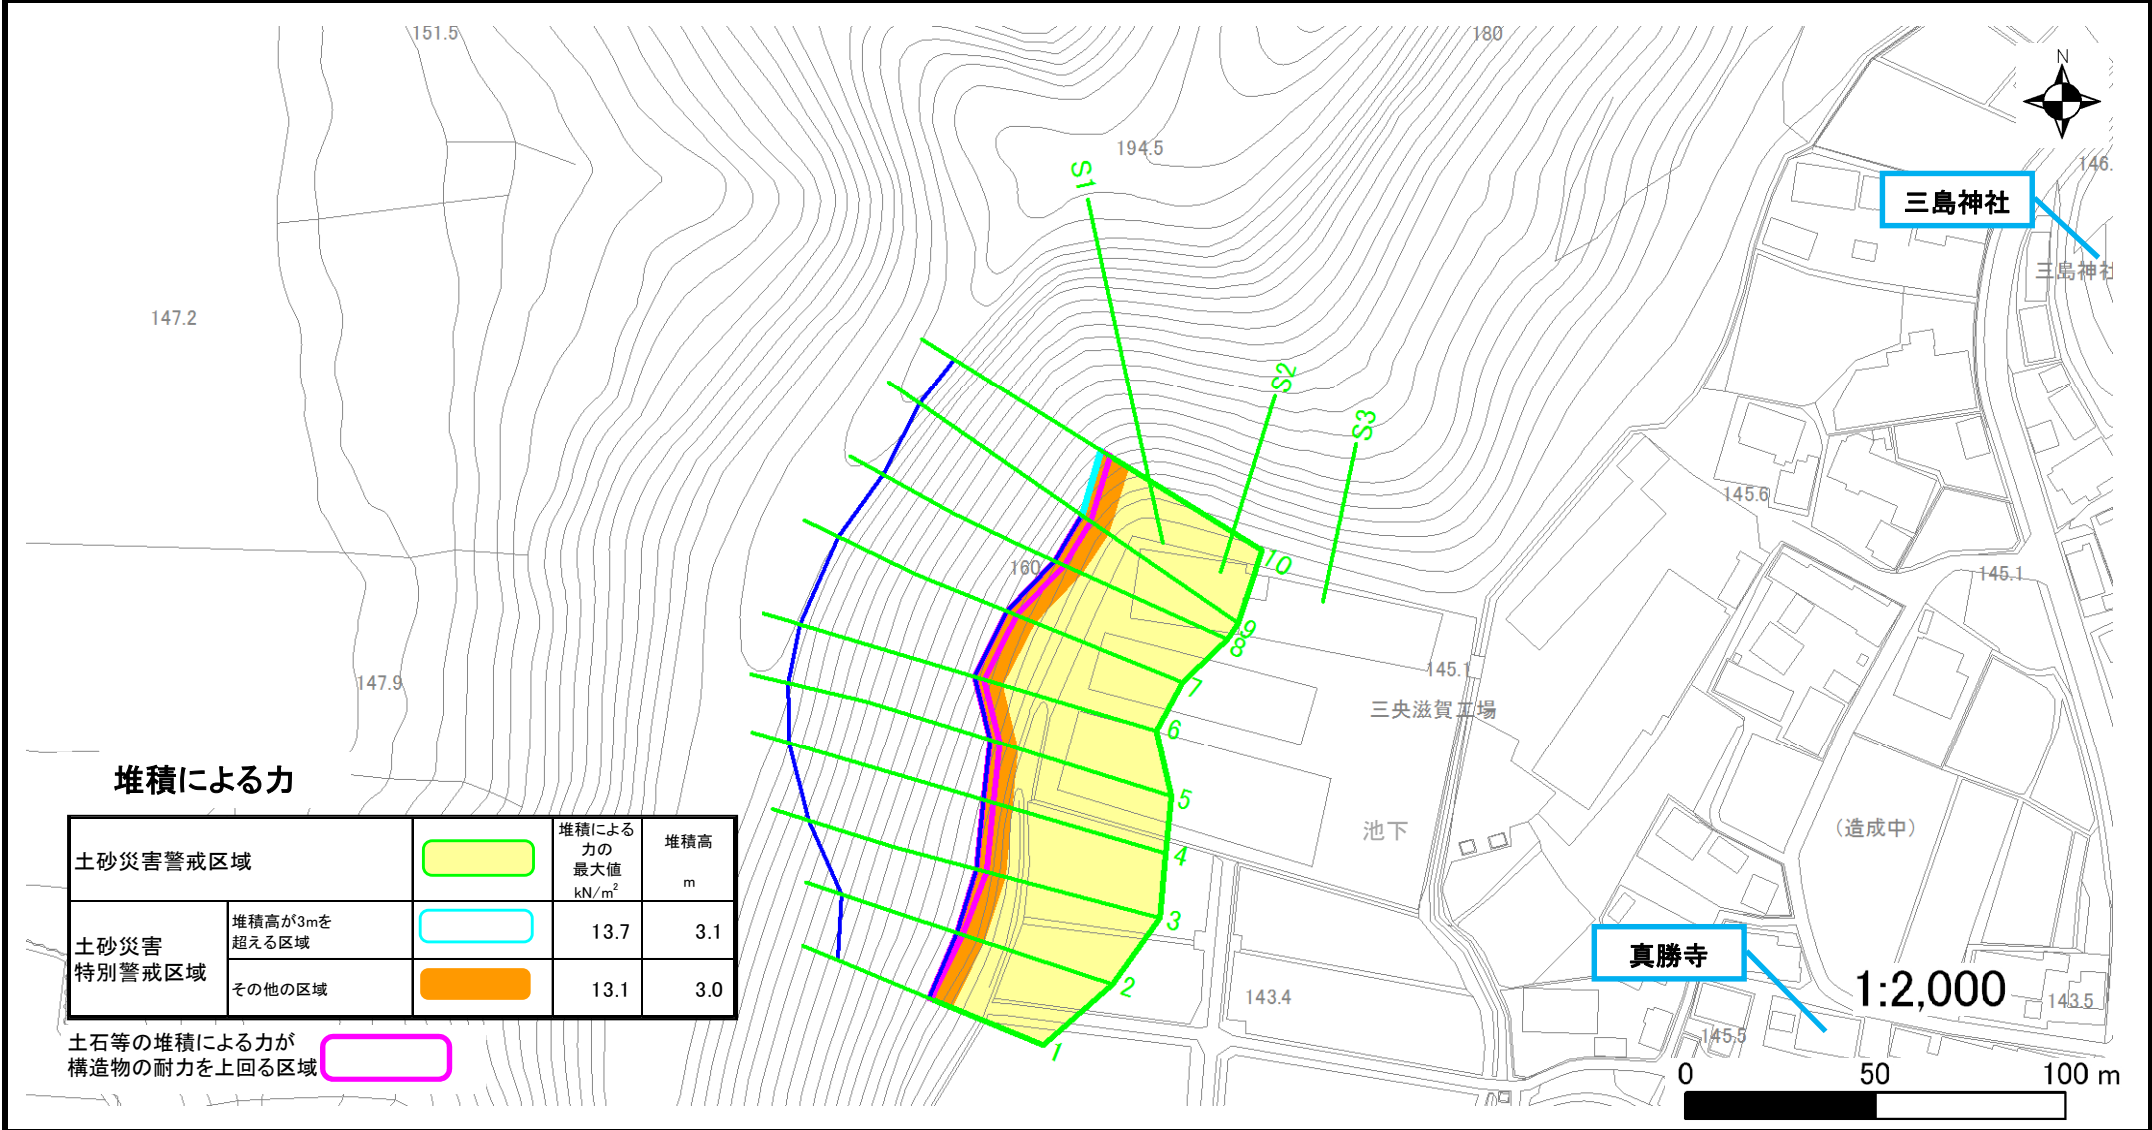 151.5
180
N
194.5
S1
146.
三島神社
三島神社
147.2
S2
S3
145.6
160
10
145.1
9
8
145.1
147.9
7
三央滋賀工場
6
5
池下
(造成中)
4
3
真勝寺
2
143.4
1:2,000
143.5
145.5
1
0 50 100 m
堆積による力
土砂災害警戒区域
堆積による
力の
最大値
kN/m²
堆積高
m
土砂災害
特別警戒区域
堆積高が3mを
超える区域
13.7 3.1
その他の区域
13.1 3.0
土石等の堆積による力が
構造物の耐力を上回る区域